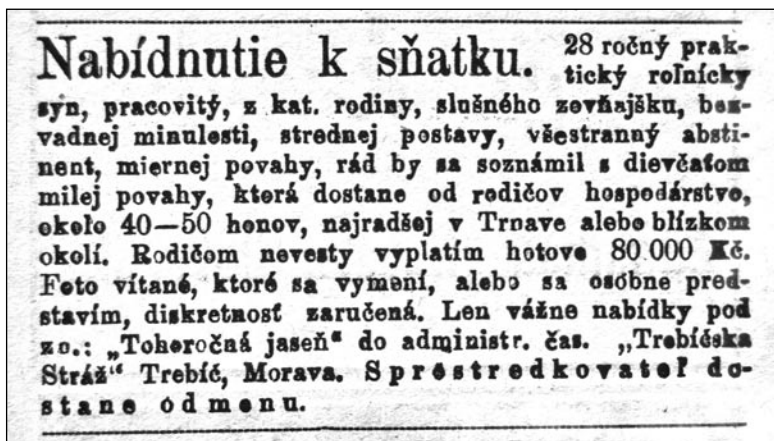 Nabídnutie k sňatku. 28 ročný prak-
tický roľnícky
syn, pracovitý, z kat. rodiny, slušného zovňajšku, bez-
vadnej minulesti, strednej postavy, všestranný absti-
nent, miernej povahy, rád by sa soznámil s dievčaťom
milej povahy, ktorá dostane od rodičov hospodárstvo,
okolo 40—50 honov, najradšej v Trnave alebo blízkom
okolí. Rodičom nevesty vyplatím hotove 80.000 Kč.
Foto vítané, ktoré sa vymení, alebo sa osóbne pred-
stavím, diskretnosť zaručená. Len vážne nabídky pod
zn.: „Tohoročná jaseň“ do administr. čas. „Trebíčska
Stráž“ Trebíč, Morava. Sprostredkovateľ do-
stane odmenu.